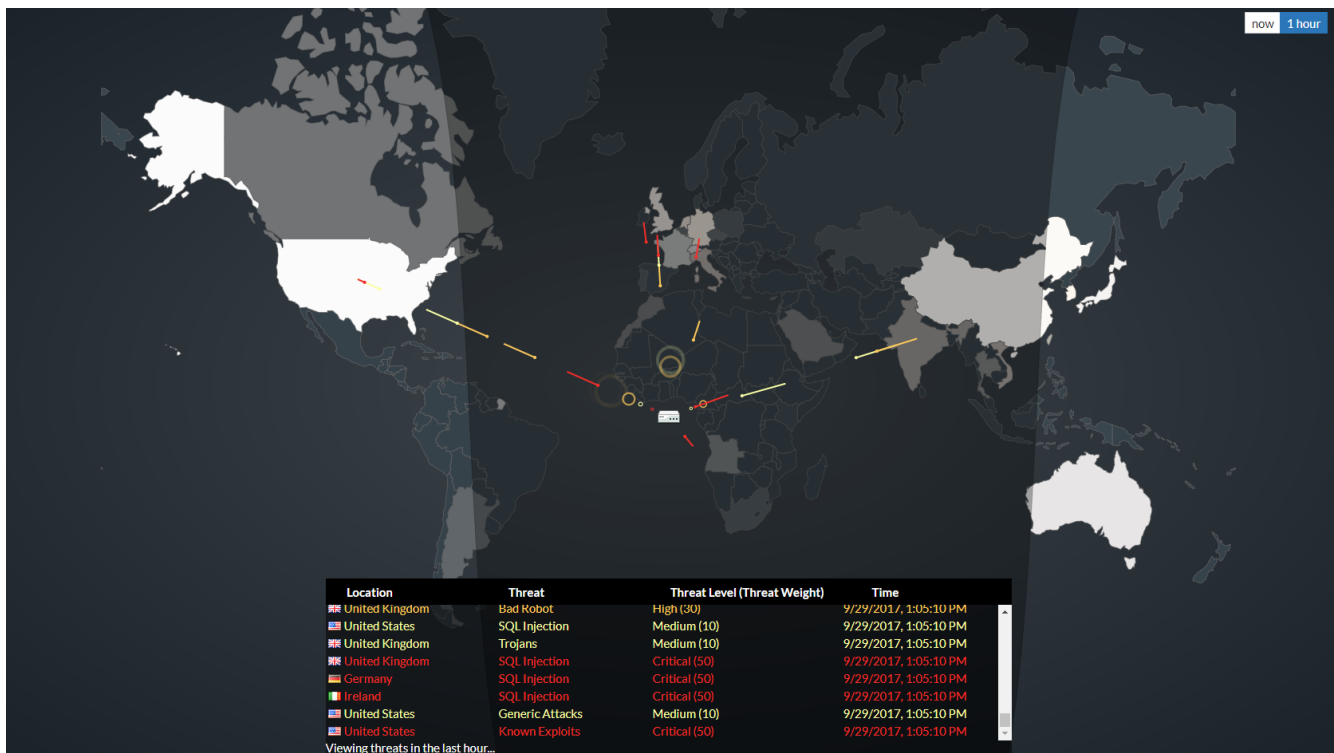 now 1 hour
Location Threat Threat Level (Threat Weight) Time
United Kingdom Bad Robot High (30) 9/29/2017, 1:05:10 PM
United States SQL Injection Medium (10) 9/29/2017, 1:05:10 PM
United Kingdom Trojans Medium (10) 9/29/2017, 1:05:10 PM
United Kingdom SQL Injection Critical (50) 9/29/2017, 1:05:10 PM
Germany SQL Injection Critical (50) 9/29/2017, 1:05:10 PM
Ireland SQL Injection Critical (50) 9/29/2017, 1:05:10 PM
United States Generic Attacks Medium (10) 9/29/2017, 1:05:10 PM
United States Known Exploits Critical (50) 9/29/2017, 1:05:10 PM
Viewing threats in the last hour...